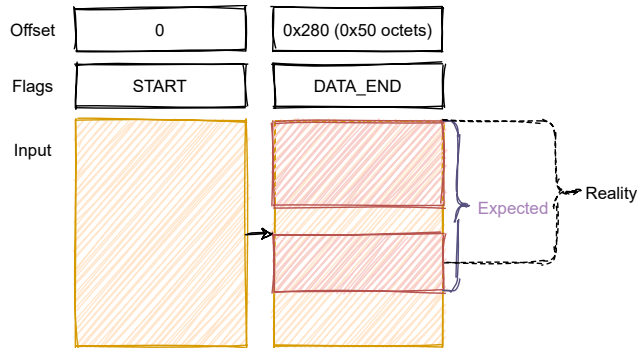 Offset
0
0x280 (0x50 octets)
Flags
START
DATA_END
Input
Expected
Reality